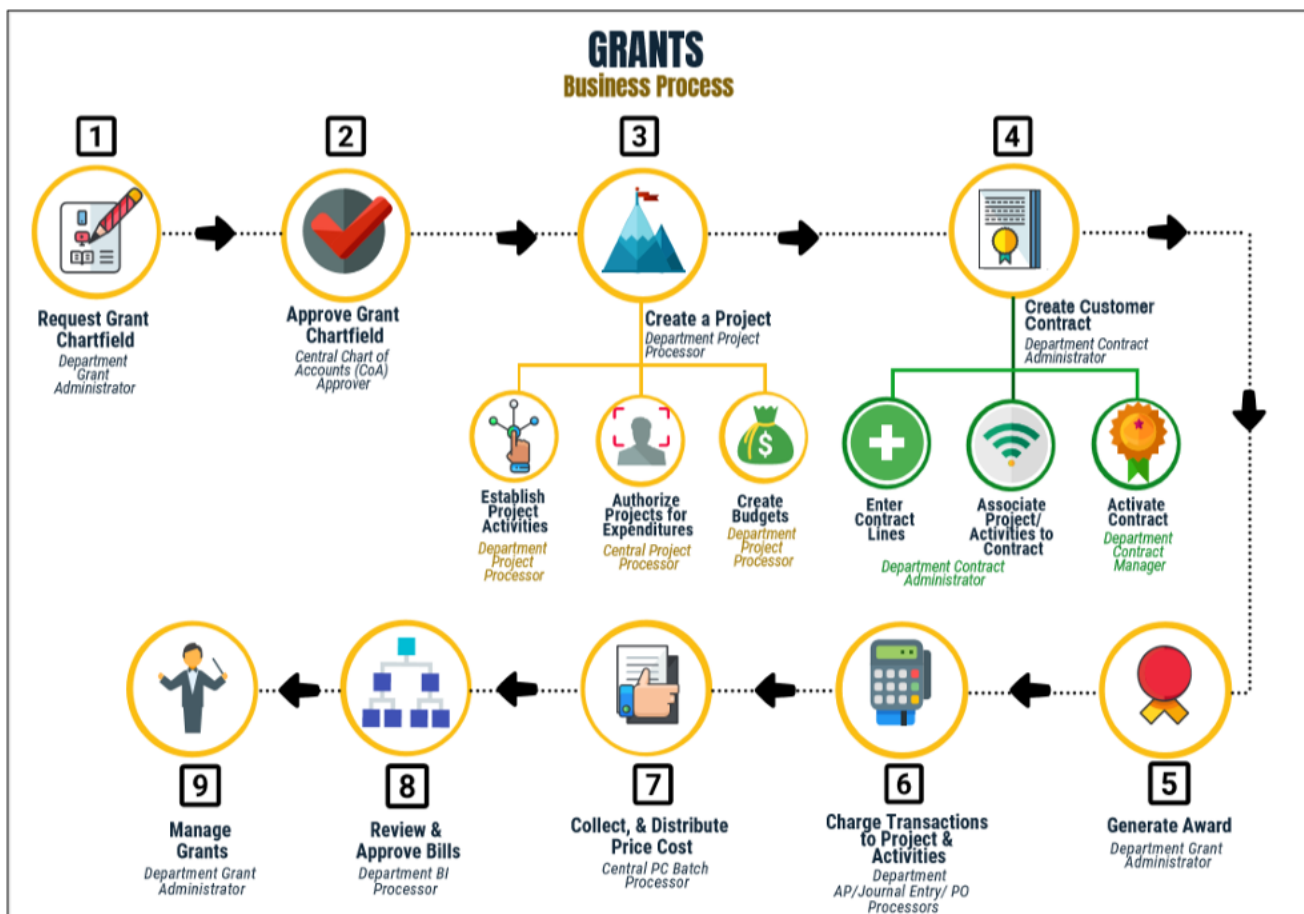 GRANTS
Business Process
1
2
3
4
Request Grant
Chartfield
Department
Grant
Administrator
Approve Grant
Chartfield
Central Chart of
Accounts (CoA)
Approver
Create a Project
Department Project
Processor
Create Customer
Contract
Department Contract
Administrator
Establish
Project
Activities
Department
Project
Processor
Authorize
Projects for
Expenditures
Central Project
Processor
$
Create
Budgets
Department
Project
Processor
Enter
Contract
Lines
Associate
Project/
Activities to
Contract
Department Contract
Administrator
Activate
Contract
Department
Contract
Manager
9
8
7
6
5
Manage
Grants
Department Grant
Administrator
Review &
Approve Bills
Department BI
Processor
Collect, & Distribute
Price Cost
Central PC Batch
Processor
Charge Transactions
to Project &
Activities
Department
AP/Journal Entry/ PO
Processors
Generate Award
Department Grant
Administrator